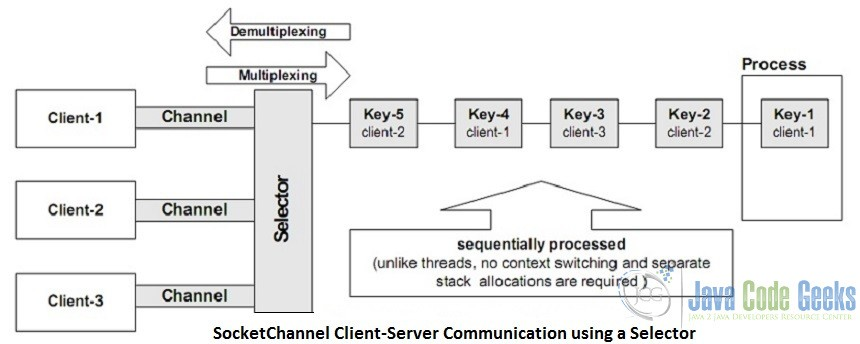 Demultiplexing
Multiplexing
Process
Client-1
Channel
Key-5
client-2
Key-4
client-1
Key-3
client-3
Key-2
client-2
Key-1
client-1
Client-2
Channel
Selector
Client-3
Channel
sequentially processed
(unlike threads, no context switching and separate
stack allocations are required )
JCG
Java Code Geeks
JAVA 2 JAVA DEVELOPERS RESOURCE CENTER
SocketChannel Client-Server Communication using a Selector